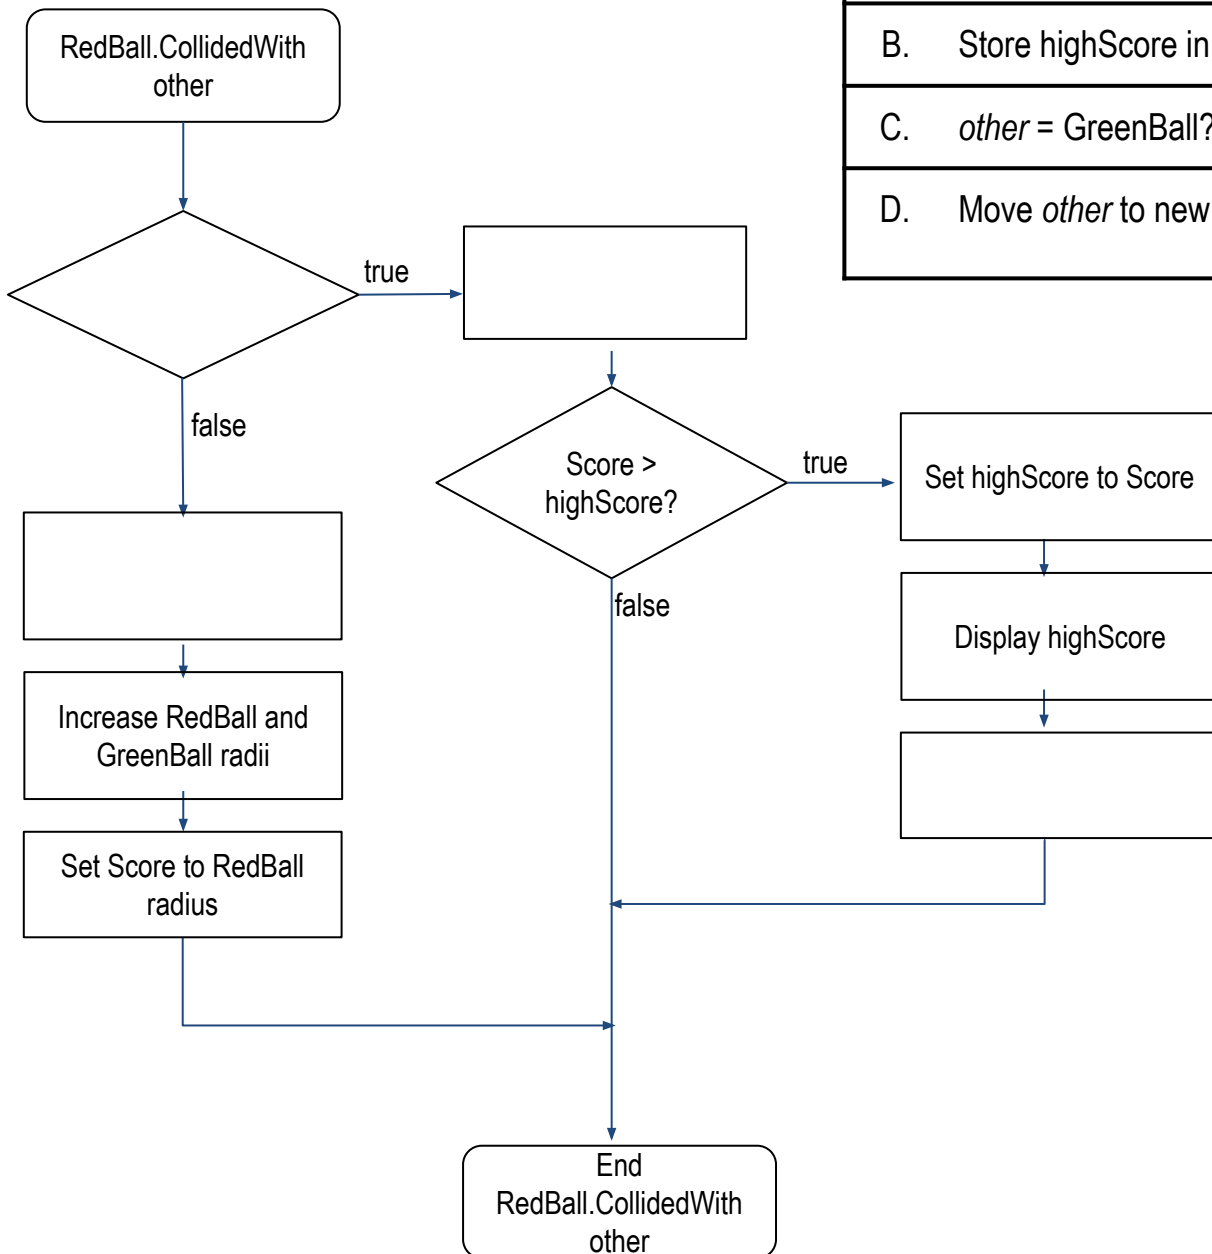 RedBall.CollidedWith
other
B. Store highScore in
C. other = GreenBall?
D. Move other to new
true
false
Score >
highScore?
true
Set highScore to Score
false
Display highScore
Increase RedBall and
GreenBall radii
Set Score to RedBall
radius
End
RedBall.CollidedWith
other